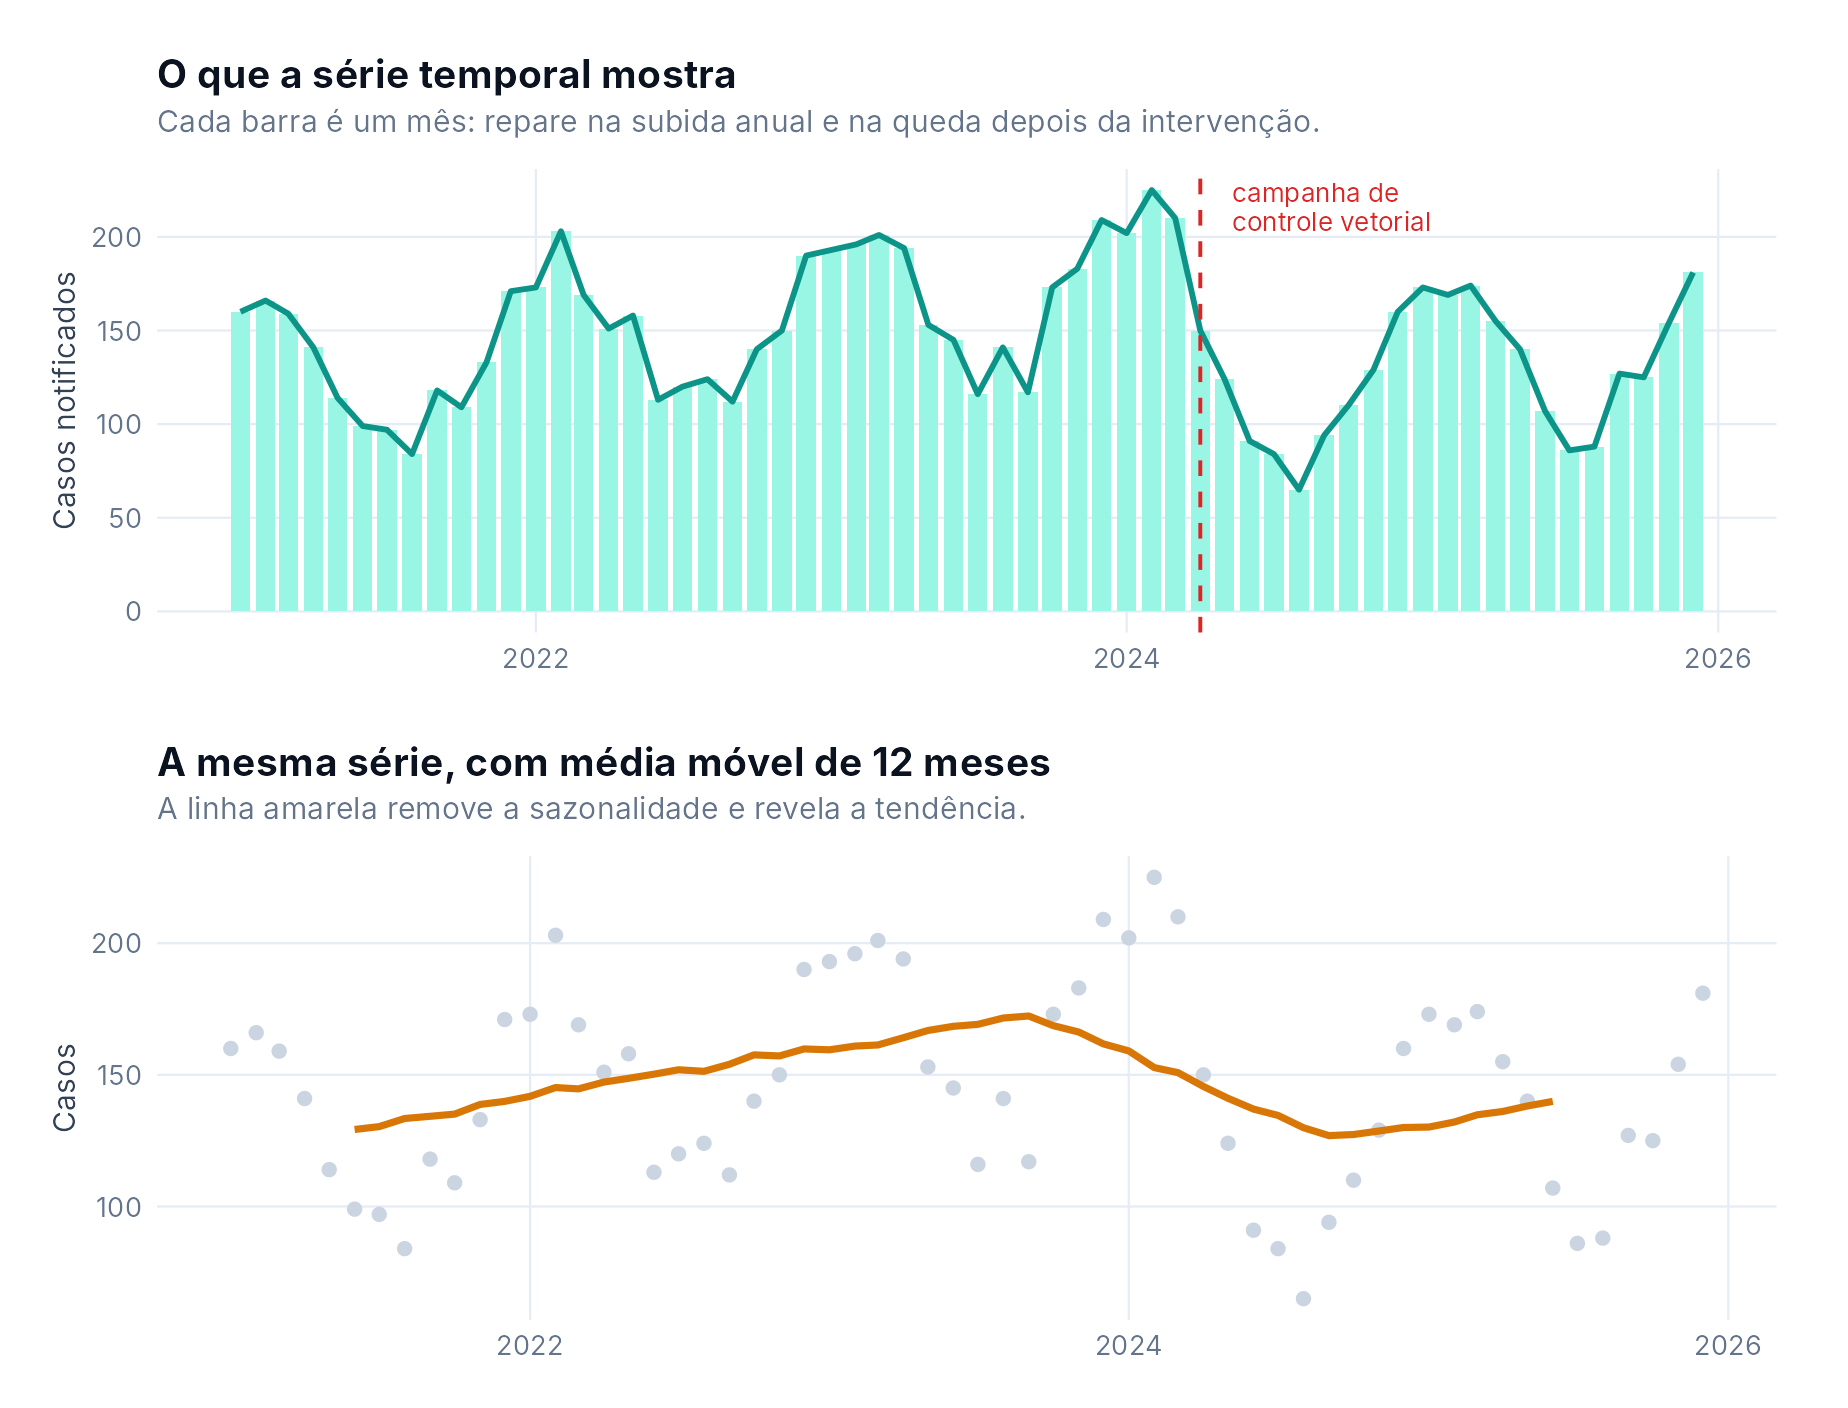 O que a série temporal mostra
Cada barra é um mês: repare na subida anual e na queda depois da intervenção.
campanha de
controle vetorial
Casos notificados
200
150
100
50
0
2022
2024
2026
A mesma série, com média móvel de 12 meses
A linha amarela remove a sazonalidade e revela a tendência.
Casos
200
150
100
2022
2024
2026